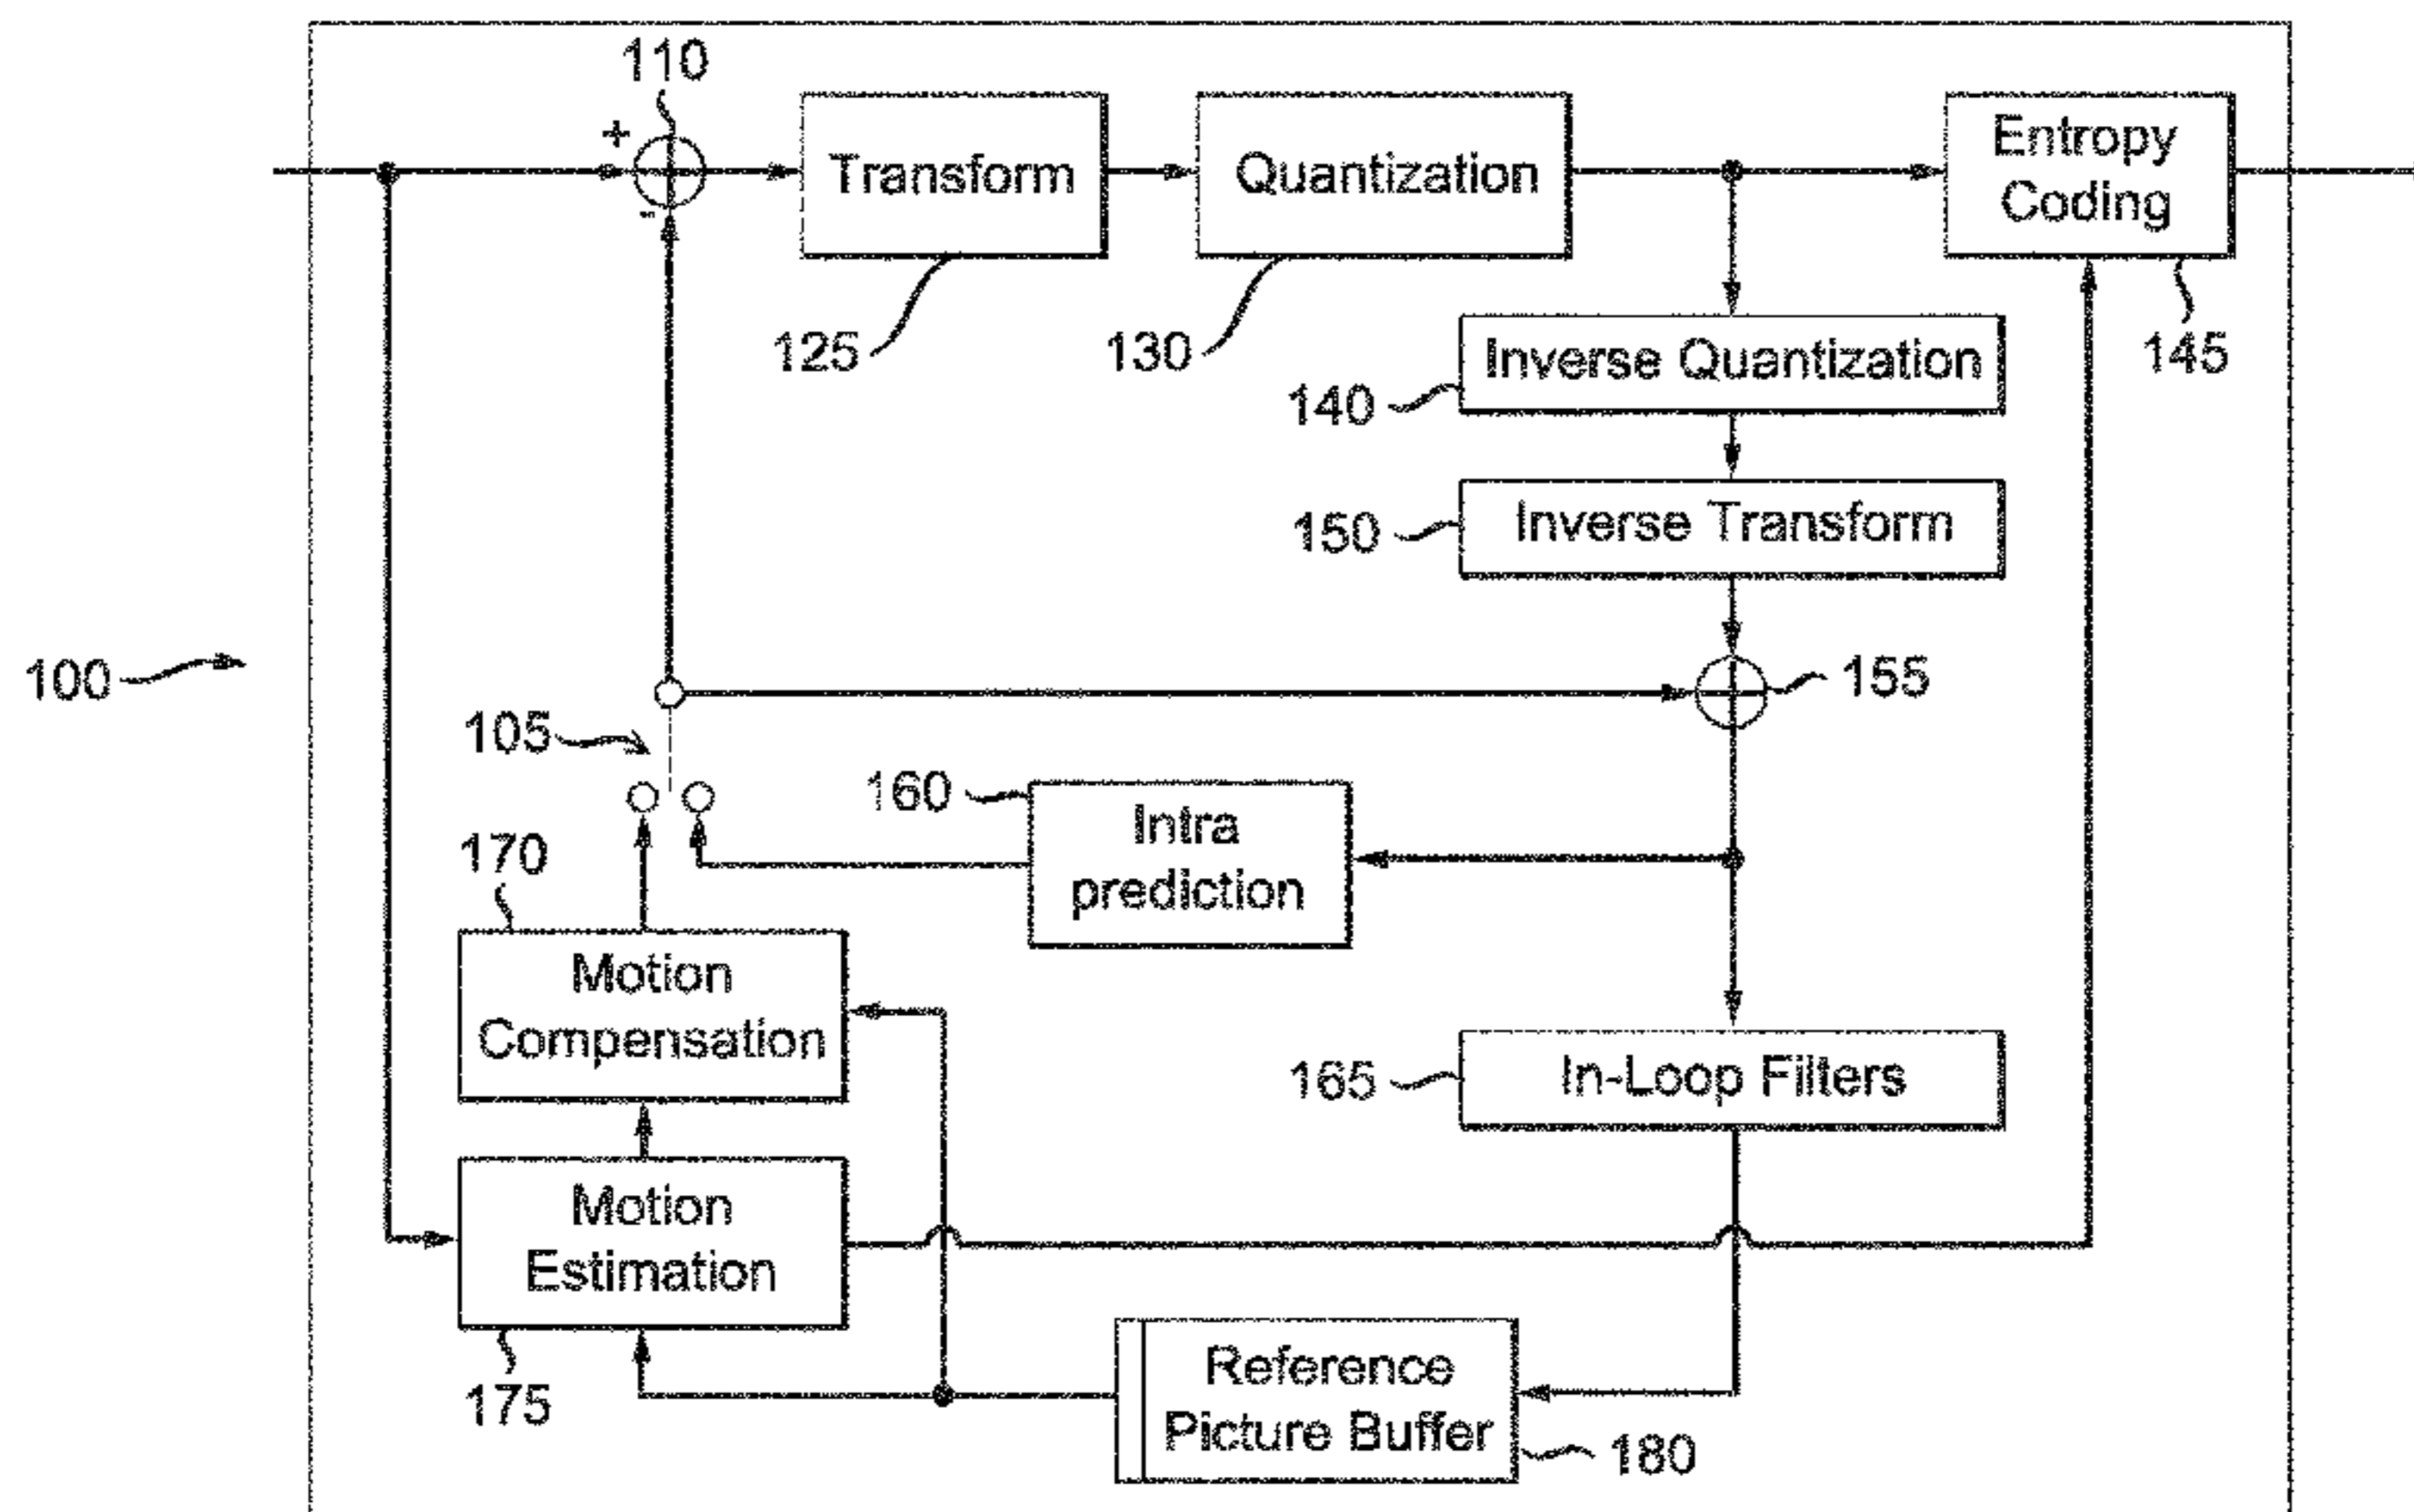 110
+
-
Transform
Quantization
Entropy
Coding
125
130
145
Inverse Quantization
140
Inverse Transform
150
100
155
105
160
Intra
prediction
170
Motion
Compensation
165
In-Loop Filters
Motion
Estimation
175
Reference
Picture Buffer
180